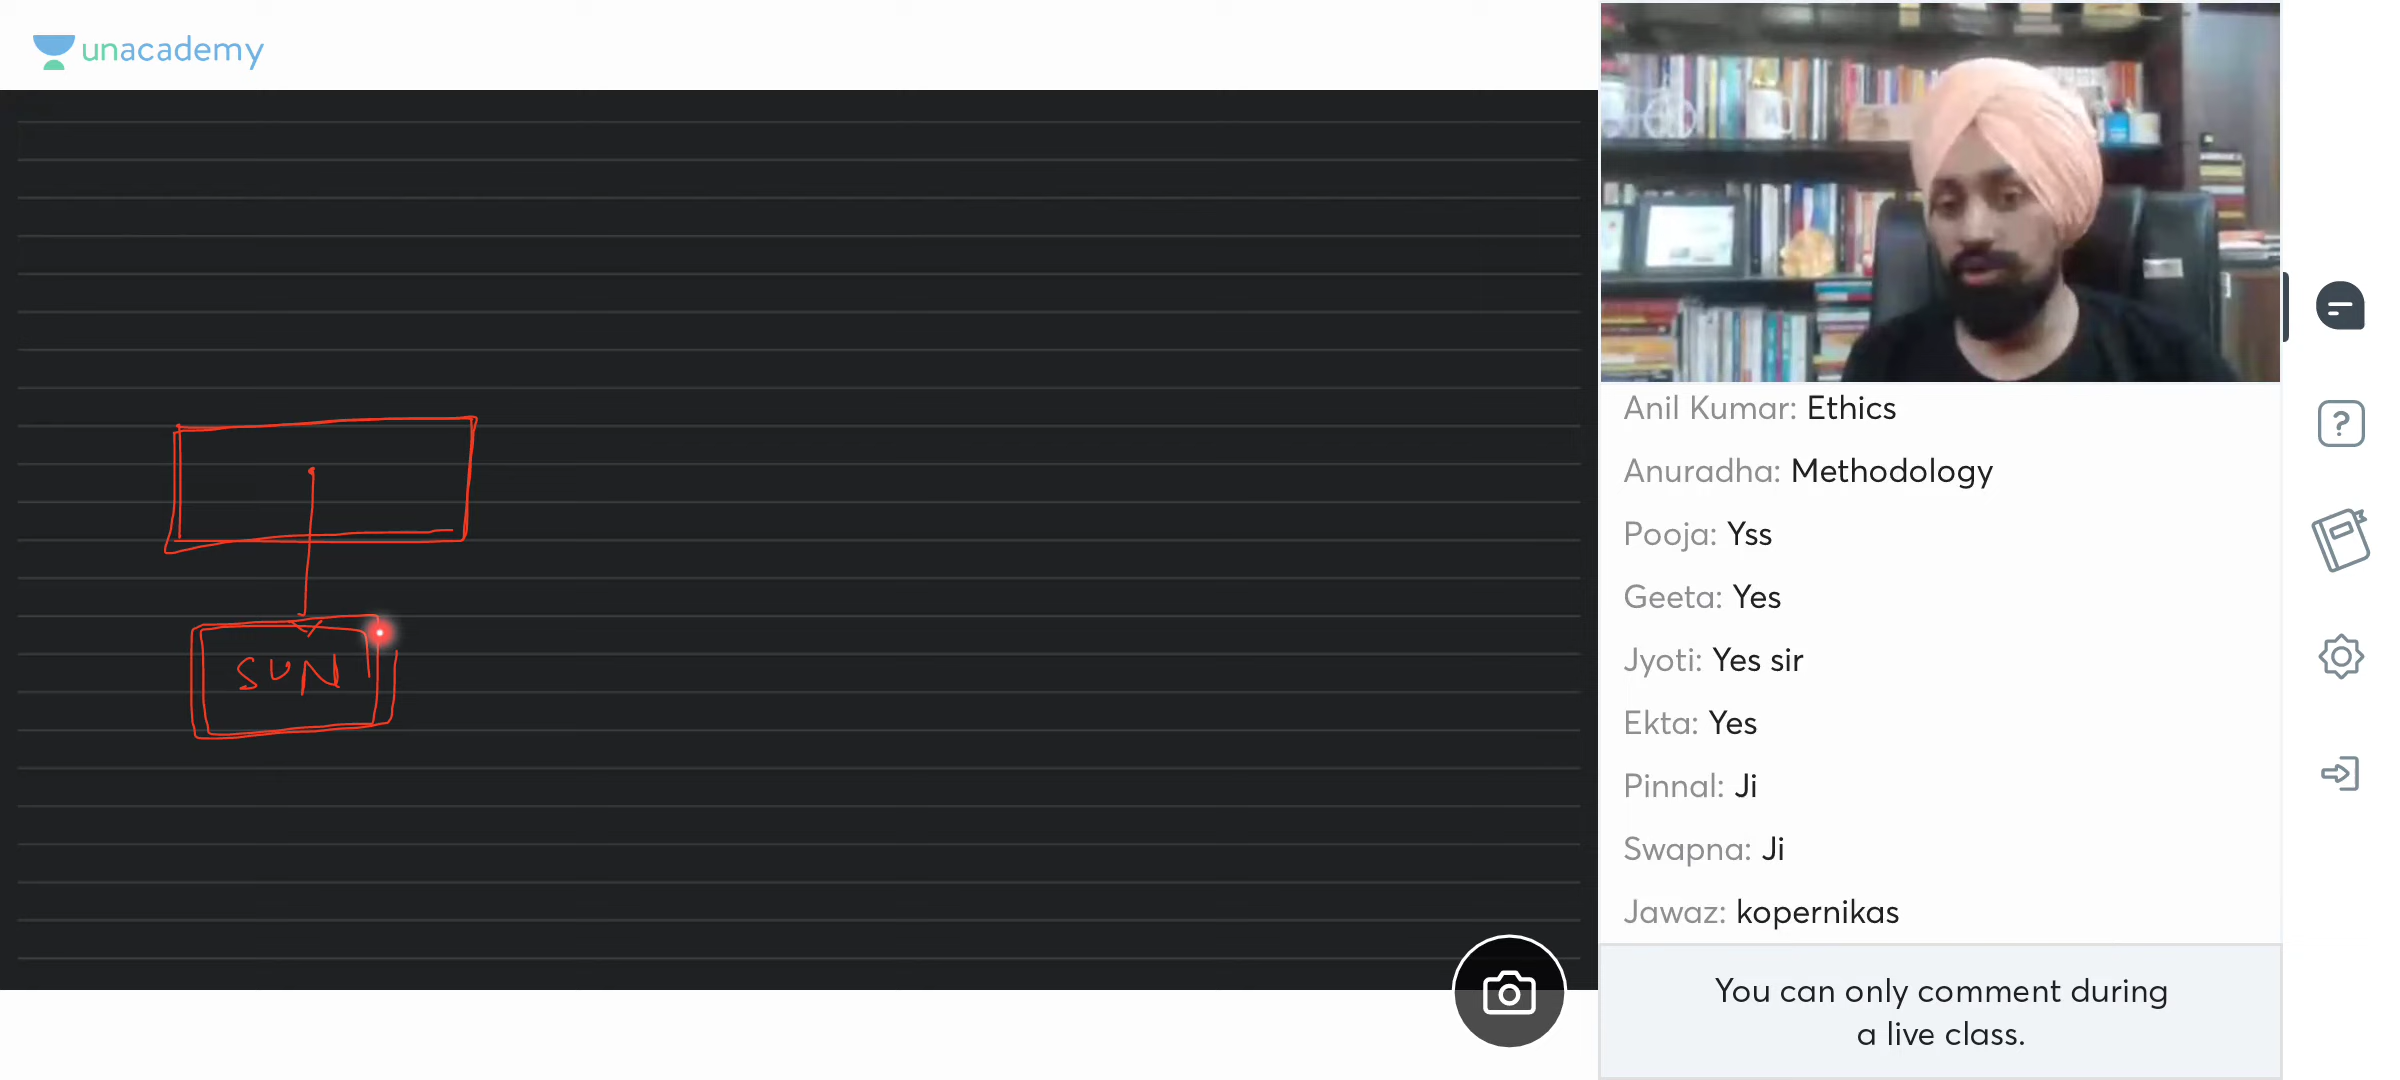 unacademy
SUN
Anil Kumar: Ethics
Anuradha: Methodology
Pooja: Yss
Geeta: Yes
Jyoti: Yes sir
Ekta: Yes
Pinnal: Ji
Swapna: Ji
Jawaz: kopernikas
You can only comment during
a live class.